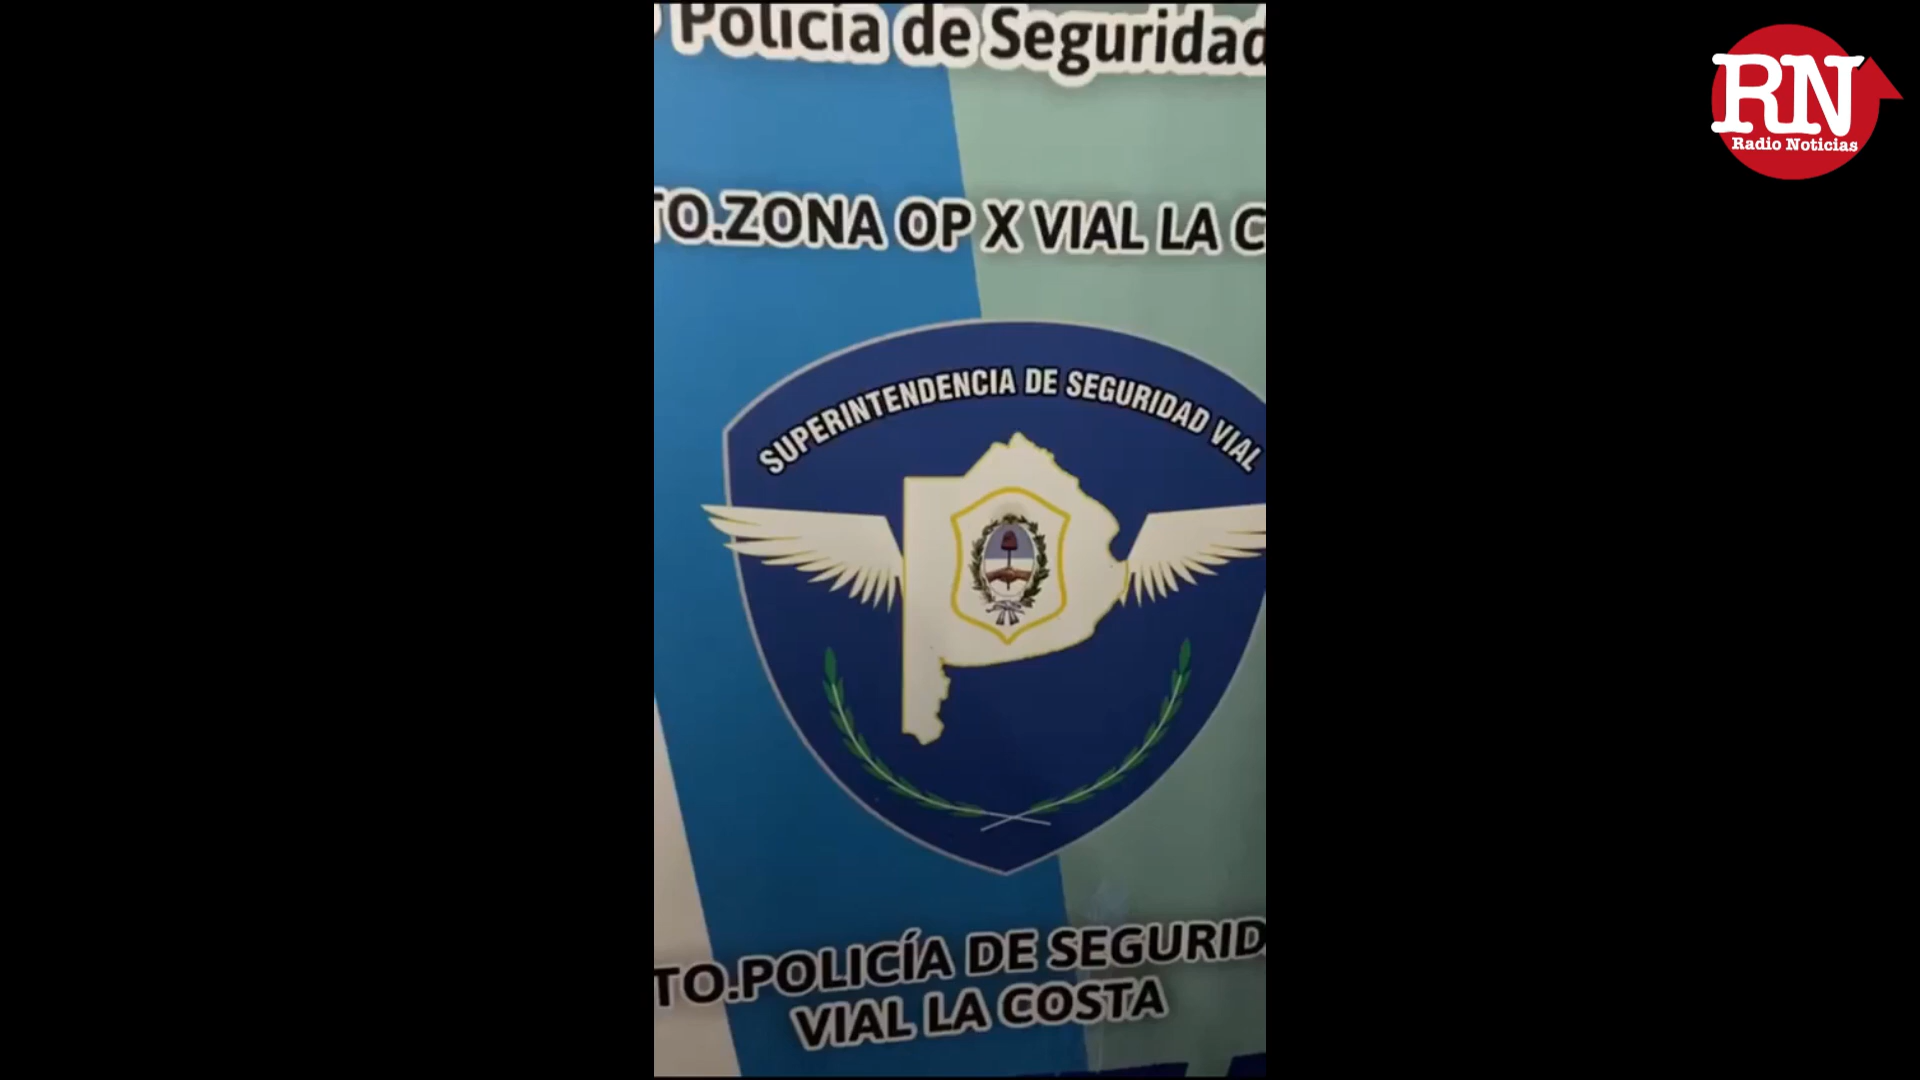 Policía de Seguridad
TO.ZONA OP X VIAL LA C
SUPERINTENDENCIA DE SEGURIDAD VIAL
TO.POLICÍA DE SEGURID
VIAL LA COSTA
RN
Radio Noticias